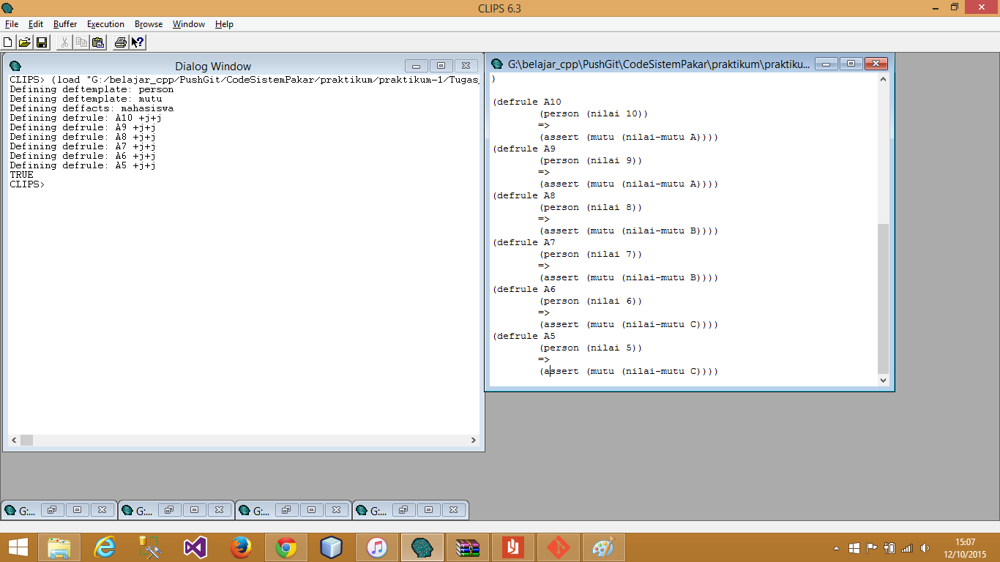 CLIPS 6.3
File Edit Buffer Execution Browse Window Help
Dialog Window
CLIPS> (load "G:/belajar_cpp/PushGit/CodeSistemPakar/praktikum/praktikum-1/Tugas_
Defining deftemplate: person
Defining deftemplate: mutu
Defining deffacts: mahasiswa
Defining defrule: A10 +j+j
Defining defrule: A9 +j+j
Defining defrule: A8 +j+j
Defining defrule: A7 +j+j
Defining defrule: A6 +j+j
Defining defrule: A5 +j+j
TRUE
CLIPS>
G:\belajar_cpp\PushGit\CodeSistemPakar\praktikum\praktiku...
)
(defrule A10
(person (nilai 10))
=>
(assert (mutu (nilai-mutu A))))
(defrule A9
(person (nilai 9))
=>
(assert (mutu (nilai-mutu A))))
(defrule A8
(person (nilai 8))
=>
(assert (mutu (nilai-mutu B))))
(defrule A7
(person (nilai 7))
=>
(assert (mutu (nilai-mutu B))))
(defrule A6
(person (nilai 6))
=>
(assert (mutu (nilai-mutu C))))
(defrule A5
(person (nilai 5))
=>
(assert (mutu (nilai-mutu C))))
G:... G:... G:... G:...
15:07
12/10/2015